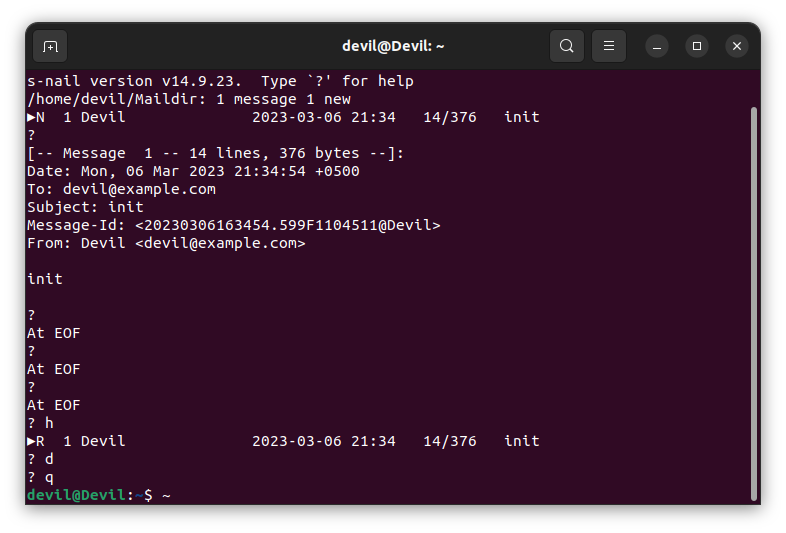 devil@Devil: ~
s-nail version v14.9.23.  Type `?' for help
/home/devil/Maildir: 1 message 1 new
▶N  1 Devil              2023-03-06 21:34   14/376   init
?
[-- Message  1 -- 14 lines, 376 bytes --]:
Date: Mon, 06 Mar 2023 21:34:54 +0500
To: devil@example.com
Subject: init
Message-Id: <20230306163454.599F1104511@Devil>
From: Devil <devil@example.com>
init
?
At EOF
?
At EOF
?
At EOF
? h
▶R  1 Devil              2023-03-06 21:34   14/376   init
? d
? q
devil@Devil:~$ ~